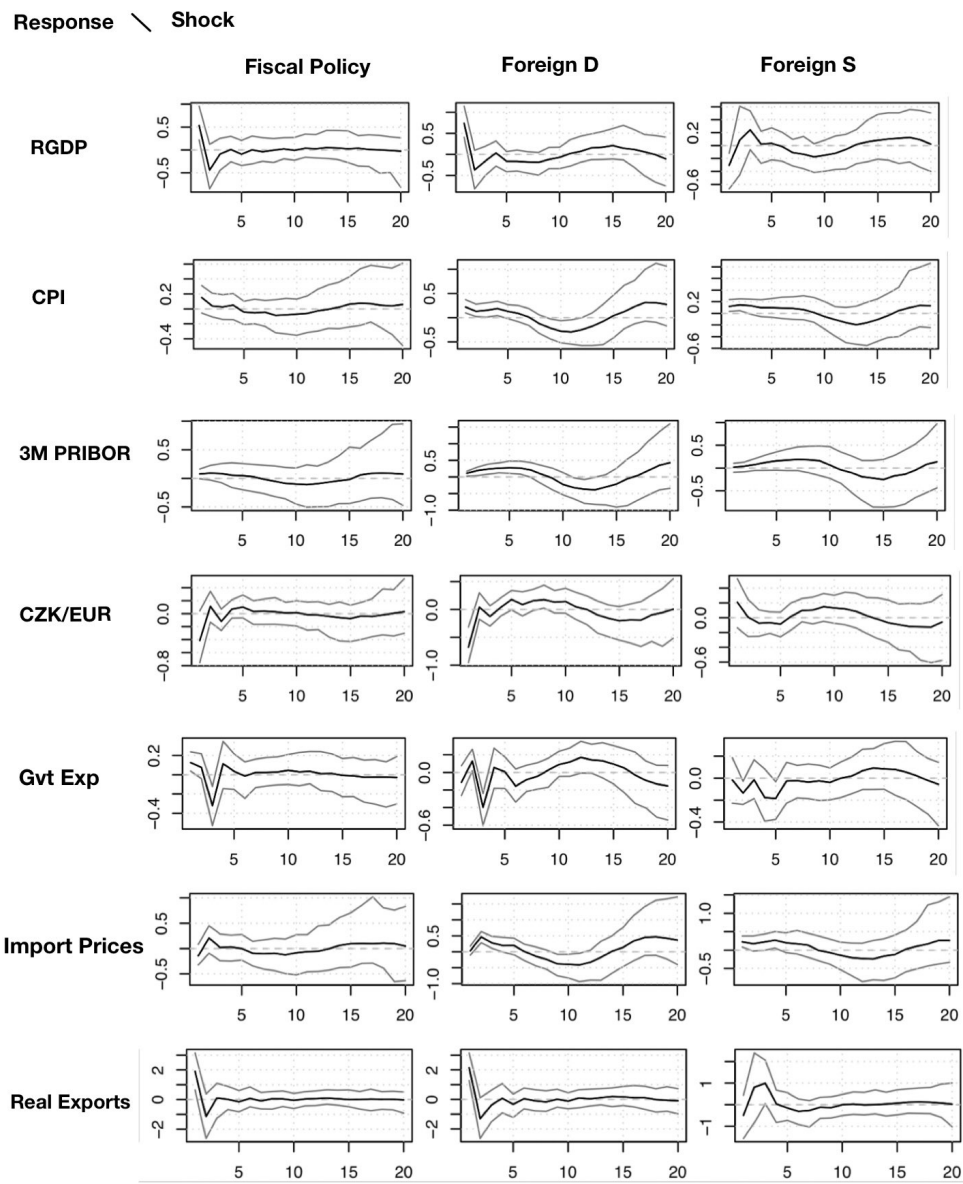 Response \ Shock
Fiscal Policy Foreign D Foreign S
RGDP
0.5 -0.5 0.5 -0.5 0.2 -0.6
5 10 15 20 5 10 15 20 5 10 15 20
CPI
0.2 -0.4 0.5 -0.5 0.2 -0.6
5 10 15 20 5 10 15 20 5 10 15 20
3M PRIBOR
0.5 -0.5 0.5 -1.0 0.5 -0.5
5 10 15 20 5 10 15 20 5 10 15 20
CZK/EUR
0.0 -0.8 0.0 -1.0 0.0 -0.6
5 10 15 20 5 10 15 20 5 10 15 20
Gvt Exp
0.2 -0.4 0.0 -0.6 0.0 -0.4
5 10 15 20 5 10 15 20 5 10 15 20
Import Prices
0.5 -0.5 0.5 -1.0 1.0 -0.5
5 10 15 20 5 10 15 20 5 10 15 20
Real Exports
2 0 -2 2 0 -2 1 -1
5 10 15 20 5 10 15 20 5 10 15 20